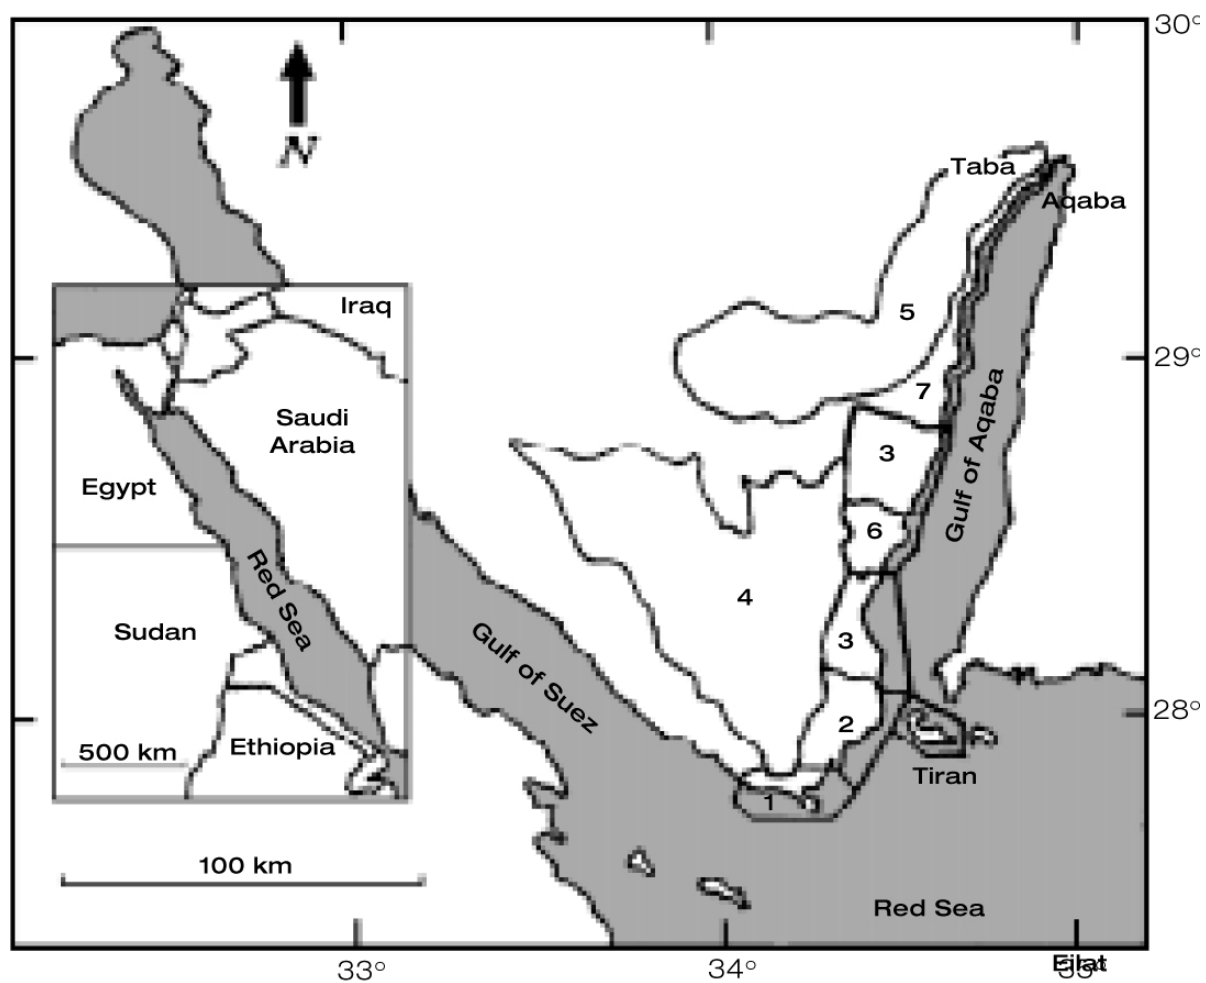 30°
N
Taba
Aqaba
Iraq
5
29°
7
Saudi
Arabia
3
Gulf of Aqaba
Egypt
6
Red Sea
4
Sudan
3
Gulf of Suez
28°
2
Ethiopia
500 km
Tiran
1
100 km
Red Sea
33°
34°
35°
Eilat